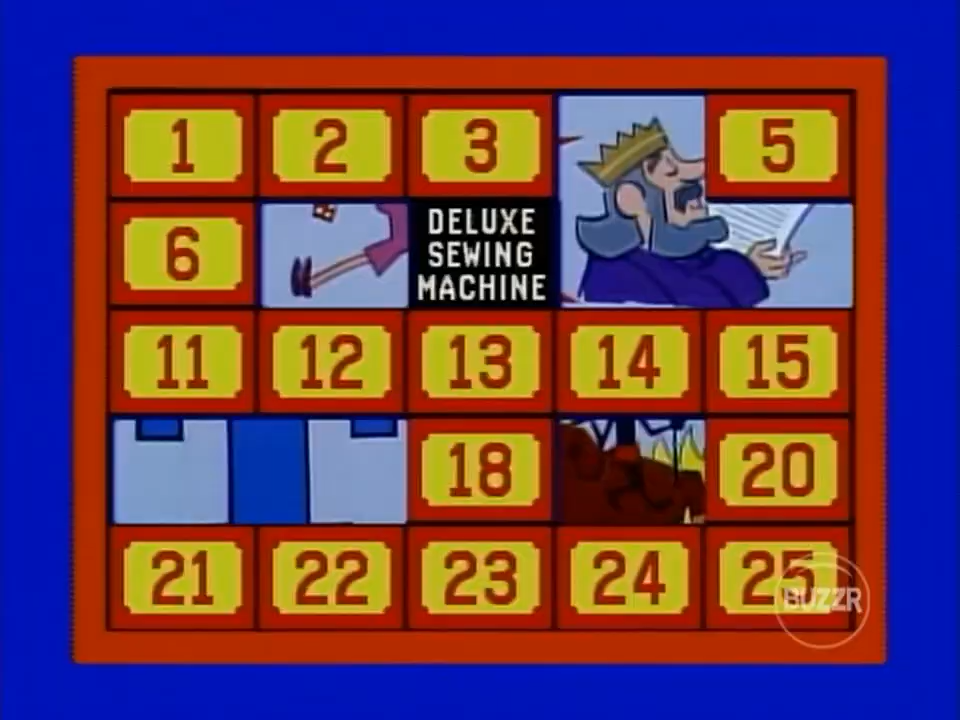 1 2 3 5
DELUXE
6 SEWING
MACHINE
11 12 13 14 15
18 20
21 22 23 24 25
BUZZR